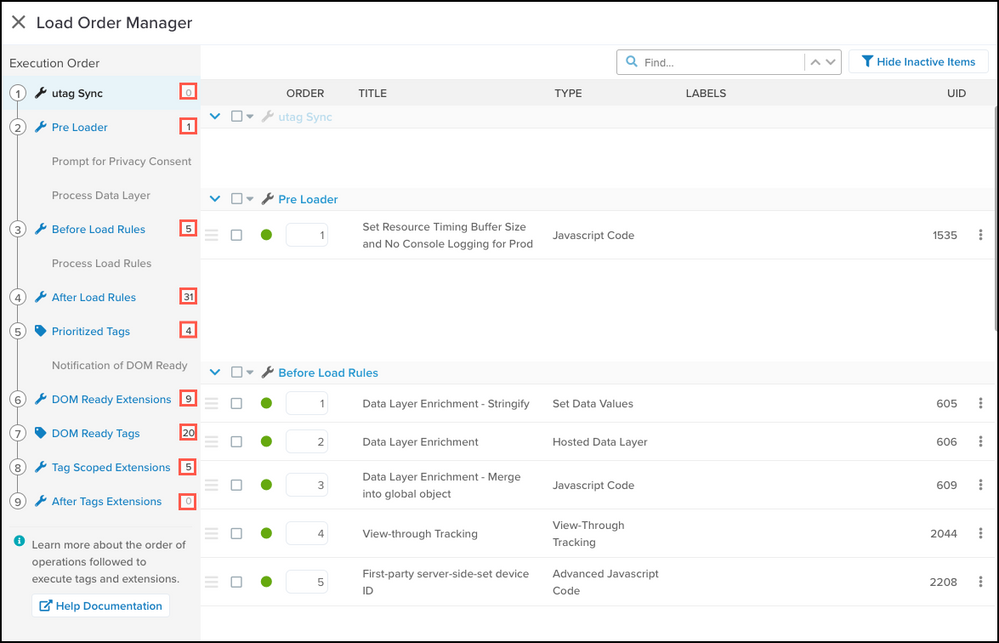 Load Order Manager
Execution Order
1 utag Sync 0
2 Pre Loader 1
Prompt for Privacy Consent
Process Data Layer
3 Before Load Rules 5
Process Load Rules
4 After Load Rules 31
5 Prioritized Tags 4
Notification of DOM Ready
6 DOM Ready Extensions 9
7 DOM Ready Tags 20
8 Tag Scoped Extensions 5
9 After Tags Extensions 0
Learn more about the order of
operations followed to
execute tags and extensions.
Help Documentation
Find...
Hide Inactive Items
ORDER TITLE TYPE LABELS UID
utag Sync
Pre Loader
1 Set Resource Timing Buffer Size
and No Console Logging for Prod
Javascript Code 1535
Before Load Rules
1 Data Layer Enrichment - Stringify Set Data Values 605
2 Data Layer Enrichment Hosted Data Layer 606
3 Data Layer Enrichment - Merge
into global object
Javascript Code 609
4 View-through Tracking View-Through
Tracking
2044
5 First-party server-side-set device
ID
Advanced Javascript
Code
2208